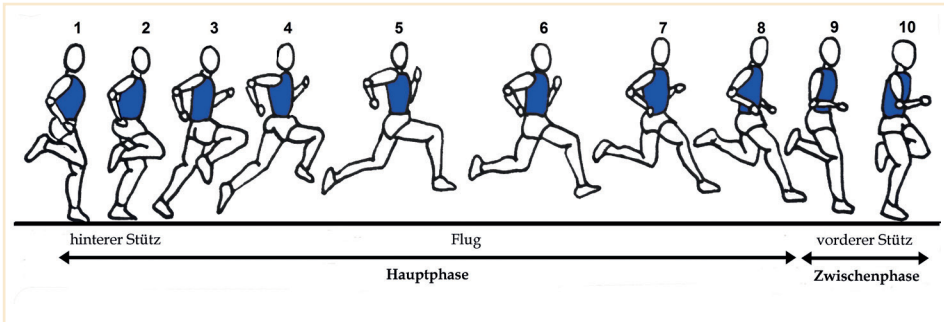 1 2 3 4 5 6 7 8 9 10
hinterer Stütz Flug vorderer Stütz
Hauptphase Zwischenphase